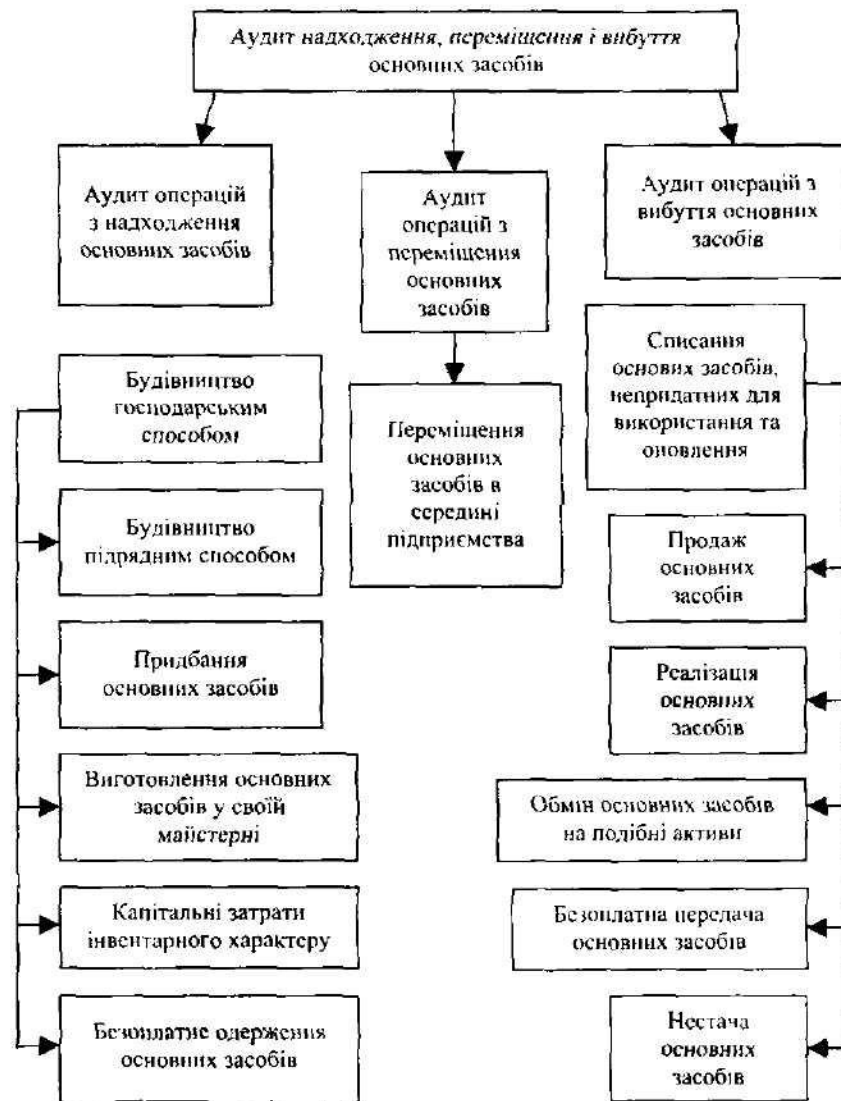 Аудит надходження, переміщення і вибуття
основних засобів
Аудит операцій
з надходження
основних засобів
Аудит
операцій з
переміщення
основних
засобів
Аудит операцій з
вибуття основних
засобів
Будівництво
господарським
способом
Будівництво
підрядним способом
Придбання
основних засобів
Виготовлення основних
засобів у своїй
майстерні
Капітальні затрати
інвентарного характеру
Безоплатне одерження
основних засобів
Переміщення
основних
засобів в
середині
підприємства
Списання
основих засобів,
непридатних для
використання та
оновлення
Продаж
основних
засобів
Реалізація
основних
засобів
Обмін основних засобів
на подібні активи
Безоплатна передача
основних засобів
Нестача
основних
засобів